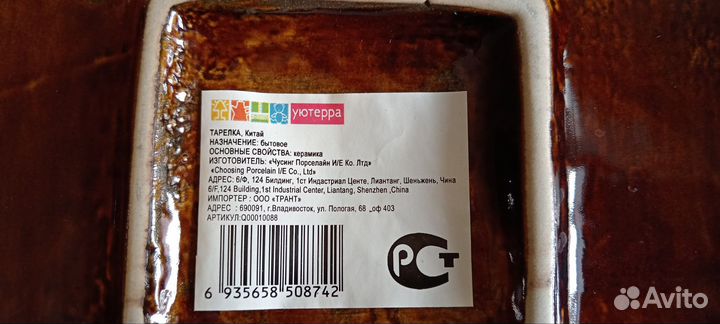 уютерра
ТАРЕЛКА, Китай
НАЗНАЧЕНИЕ: бытовое
ОСНОВНЫЕ СВОЙСТВА: керамика
ИЗГОТОВИТЕЛЬ: «Чусинг Порселайн И/Е Ко. Лтд»
«Choosing Porcelain I/E Co., Ltd»
АДРЕС: 6/Ф, 124 Билдинг, 1ст Индастриал Центе, Лиантанг, Шеньжень, Чина
6/F,124 Building,1st Industrial Center, Liantang, Shenzhen ,China
ИМПОРТЕР : ООО «ТРАНТ»
АДРЕС : 690091, г.Владивосток, ул. Пологая, 68 _оф 403
АРТИКУЛ:Q00010088
6 935658 508742
РСТ
Avito